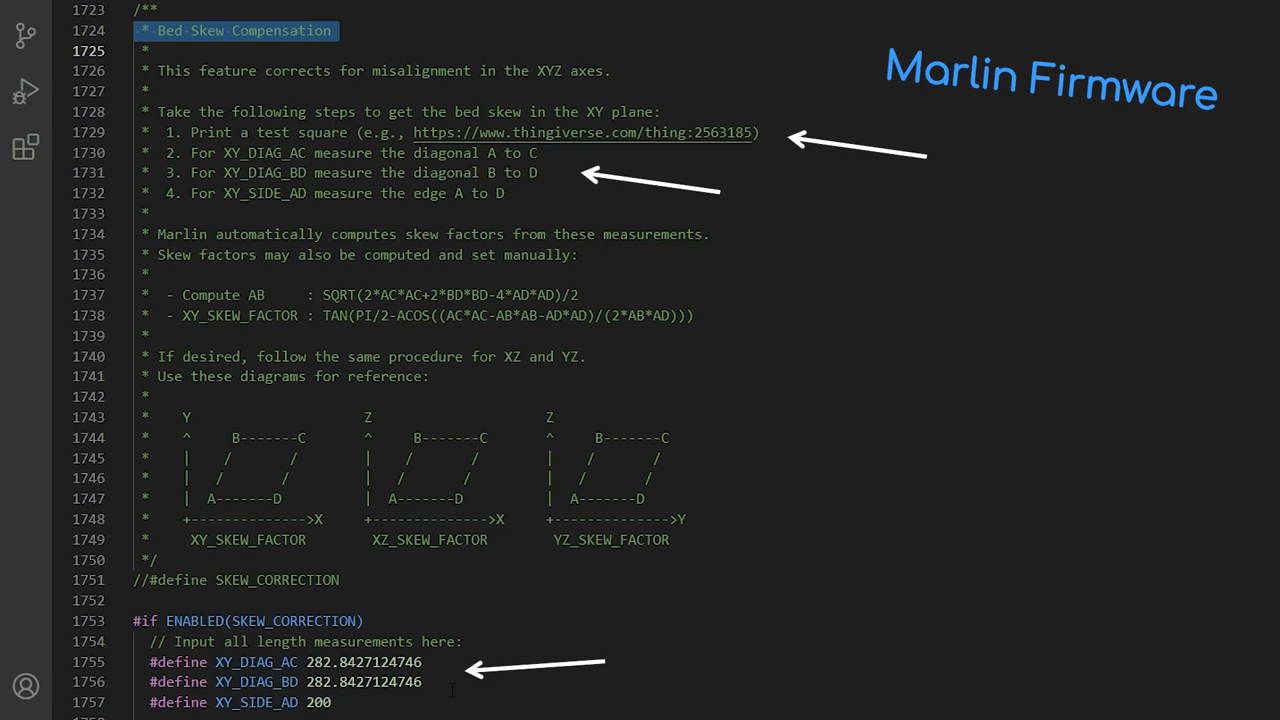 1723 /**
1724 * Bed Skew Compensation
1725 *
Marlin Firmware
1726 * This feature corrects for misalignment in the XYZ axes.
1727 *
1728 * Take the following steps to get the bed skew in the XY plane:
1729 * 1. Print a test square (e.g., https://www.thingiverse.com/thing:2563185)
1730 * 2. For XY_DIAG_AC measure the diagonal A to C
1731 * 3. For XY_DIAG_BD measure the diagonal B to D
1732 * 4. For XY_SIDE_AD measure the edge A to D
1733 *
1734 * Marlin automatically computes skew factors from these measurements.
1735 * Skew factors may also be computed and set manually:
1736 *
1737 * - Compute AB : SQRT(2*AC*AC+2*BD*BD-4*AD*AD)/2
1738 * - XY_SKEW_FACTOR : TAN(PI/2-ACOS((AC*AC-AB*AB-AD*AD)/(2*AB*AD)))
1739 *
1740 * If desired, follow the same procedure for XZ and YZ.
1741 * Use these diagrams for reference:
1742 *
1743 * Y Z Z
1744 * ^ B-------C ^ B-------C ^ B-------C
1745 * | / / | / / | / /
1746 * | / / | / / | / /
1747 * | A-------D | A-------D | A-------D
1748 * +-------------->X +-------------->X +-------------->Y
1749 * XY_SKEW_FACTOR XZ_SKEW_FACTOR YZ_SKEW_FACTOR
1750 */
1751 //#define SKEW_CORRECTION
1752
1753 #if ENABLED(SKEW_CORRECTION)
1754 // Input all length measurements here:
1755 #define XY_DIAG_AC 282.8427124746
1756 #define XY_DIAG_BD 282.8427124746
1757 #define XY_SIDE_AD 200